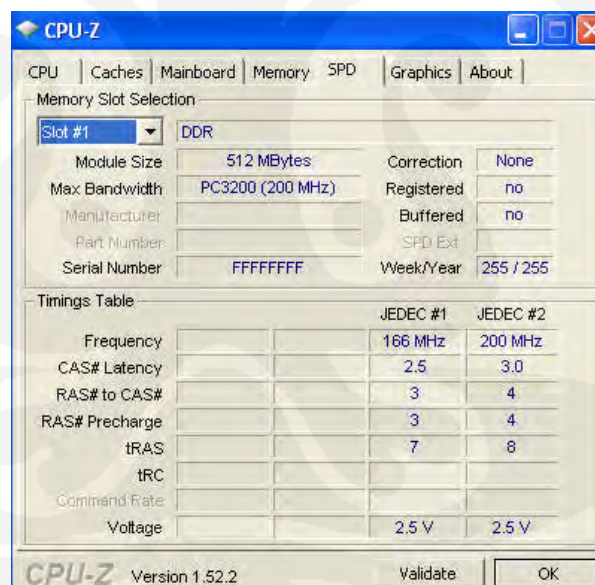 CPU-Z
CPU Caches Mainboard Memory SPD Graphics About
Memory Slot Selection
Slot #1 DDR
Module Size 512 MBytes Correction None
Max Bandwidth PC3200 (200 MHz) Registered no
Manufacturer Buffered no
Part Number SPD Ext
Serial Number FFFFFFFF Week/Year 255 / 255
Timings Table
JEDEC #1 JEDEC #2
Frequency 166 MHz 200 MHz
CAS# Latency 2.5 3.0
RAS# to CAS# 3 4
RAS# Precharge 3 4
tRAS 7 8
tRC
Command Rate
Voltage 2.5 V 2.5 V
CPU-Z Version 1.52.2 Validate OK